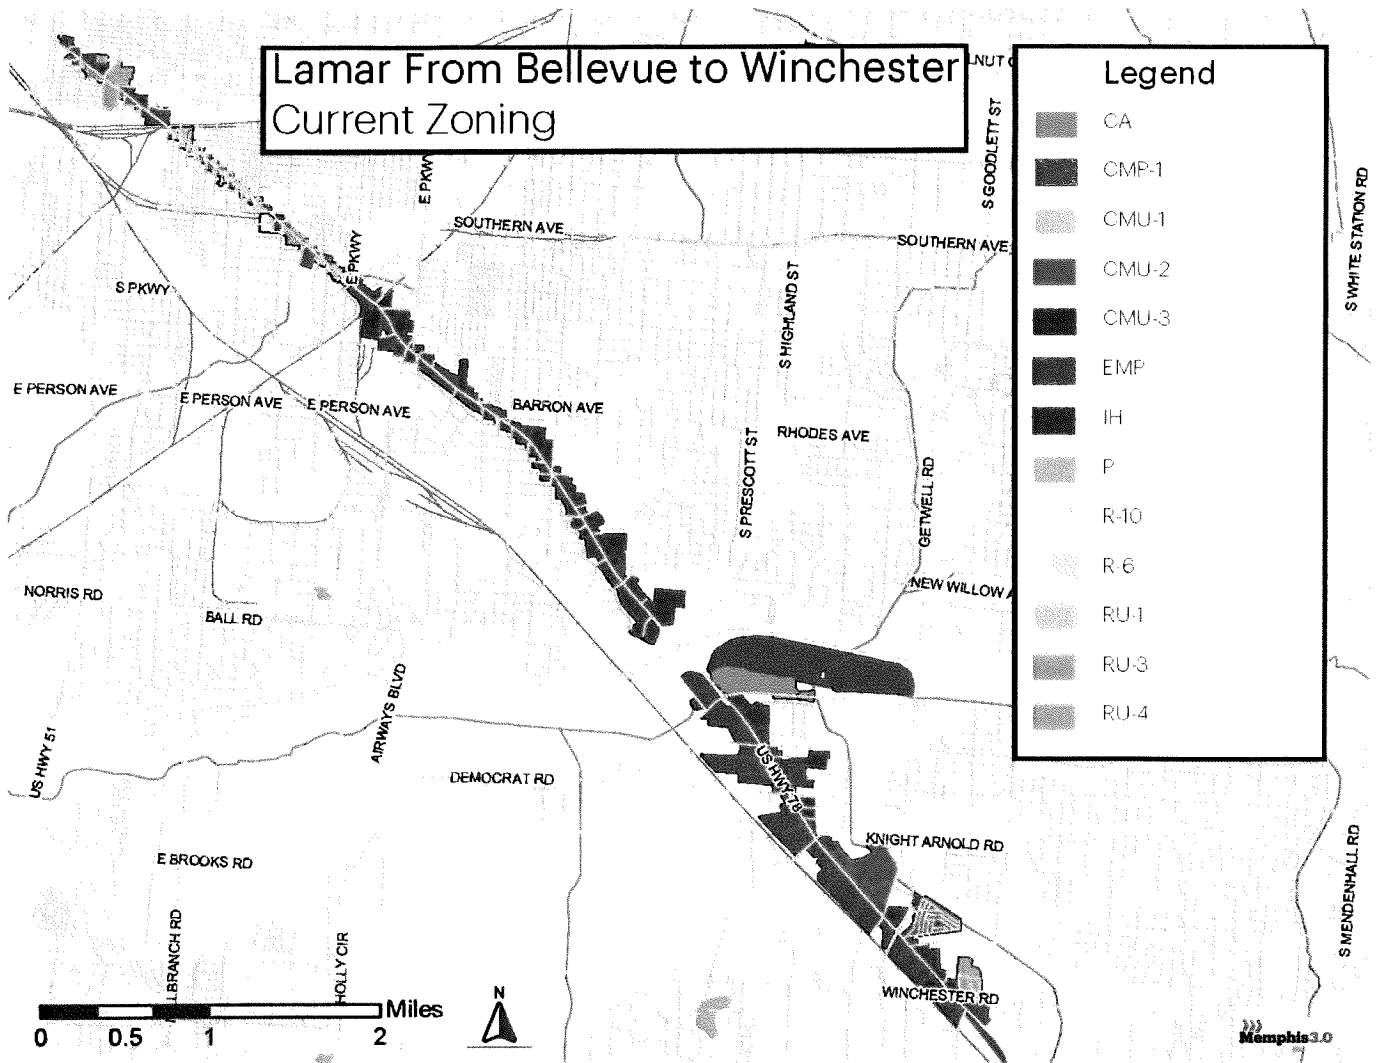 Lamar From Bellevue to Winchester
Current Zoning
Legend
CA
CMP-1
CMU-1
CMU-2
CMU-3
EMP
IH
P
R-10
R-6
RU-1
RU-3
RU-4
S GOODLETT ST
S WHITE STATION RD
E PKWY
SOUTHERN AVE
SOUTHERN AVE
E PKWY
S PKWY
S HIGHLAND ST
E PERSON AVE
E PERSON AVE
E PERSON AVE
BARRON AVE
RHODES AVE
S PRESCOTT ST
GETWELL RD
NEW WILLOW
NORRIS RD
BALL RD
AIRWAYS BLVD
US HWY 51
DEMOCRAT RD
US HWY 78
KNIGHT ARNOLD RD
E BROOKS RD
S MENDENHALL RD
HOLLY CIR
WINCHESTER RD
Miles
0 0.5 1 2
N
Memphis3.0